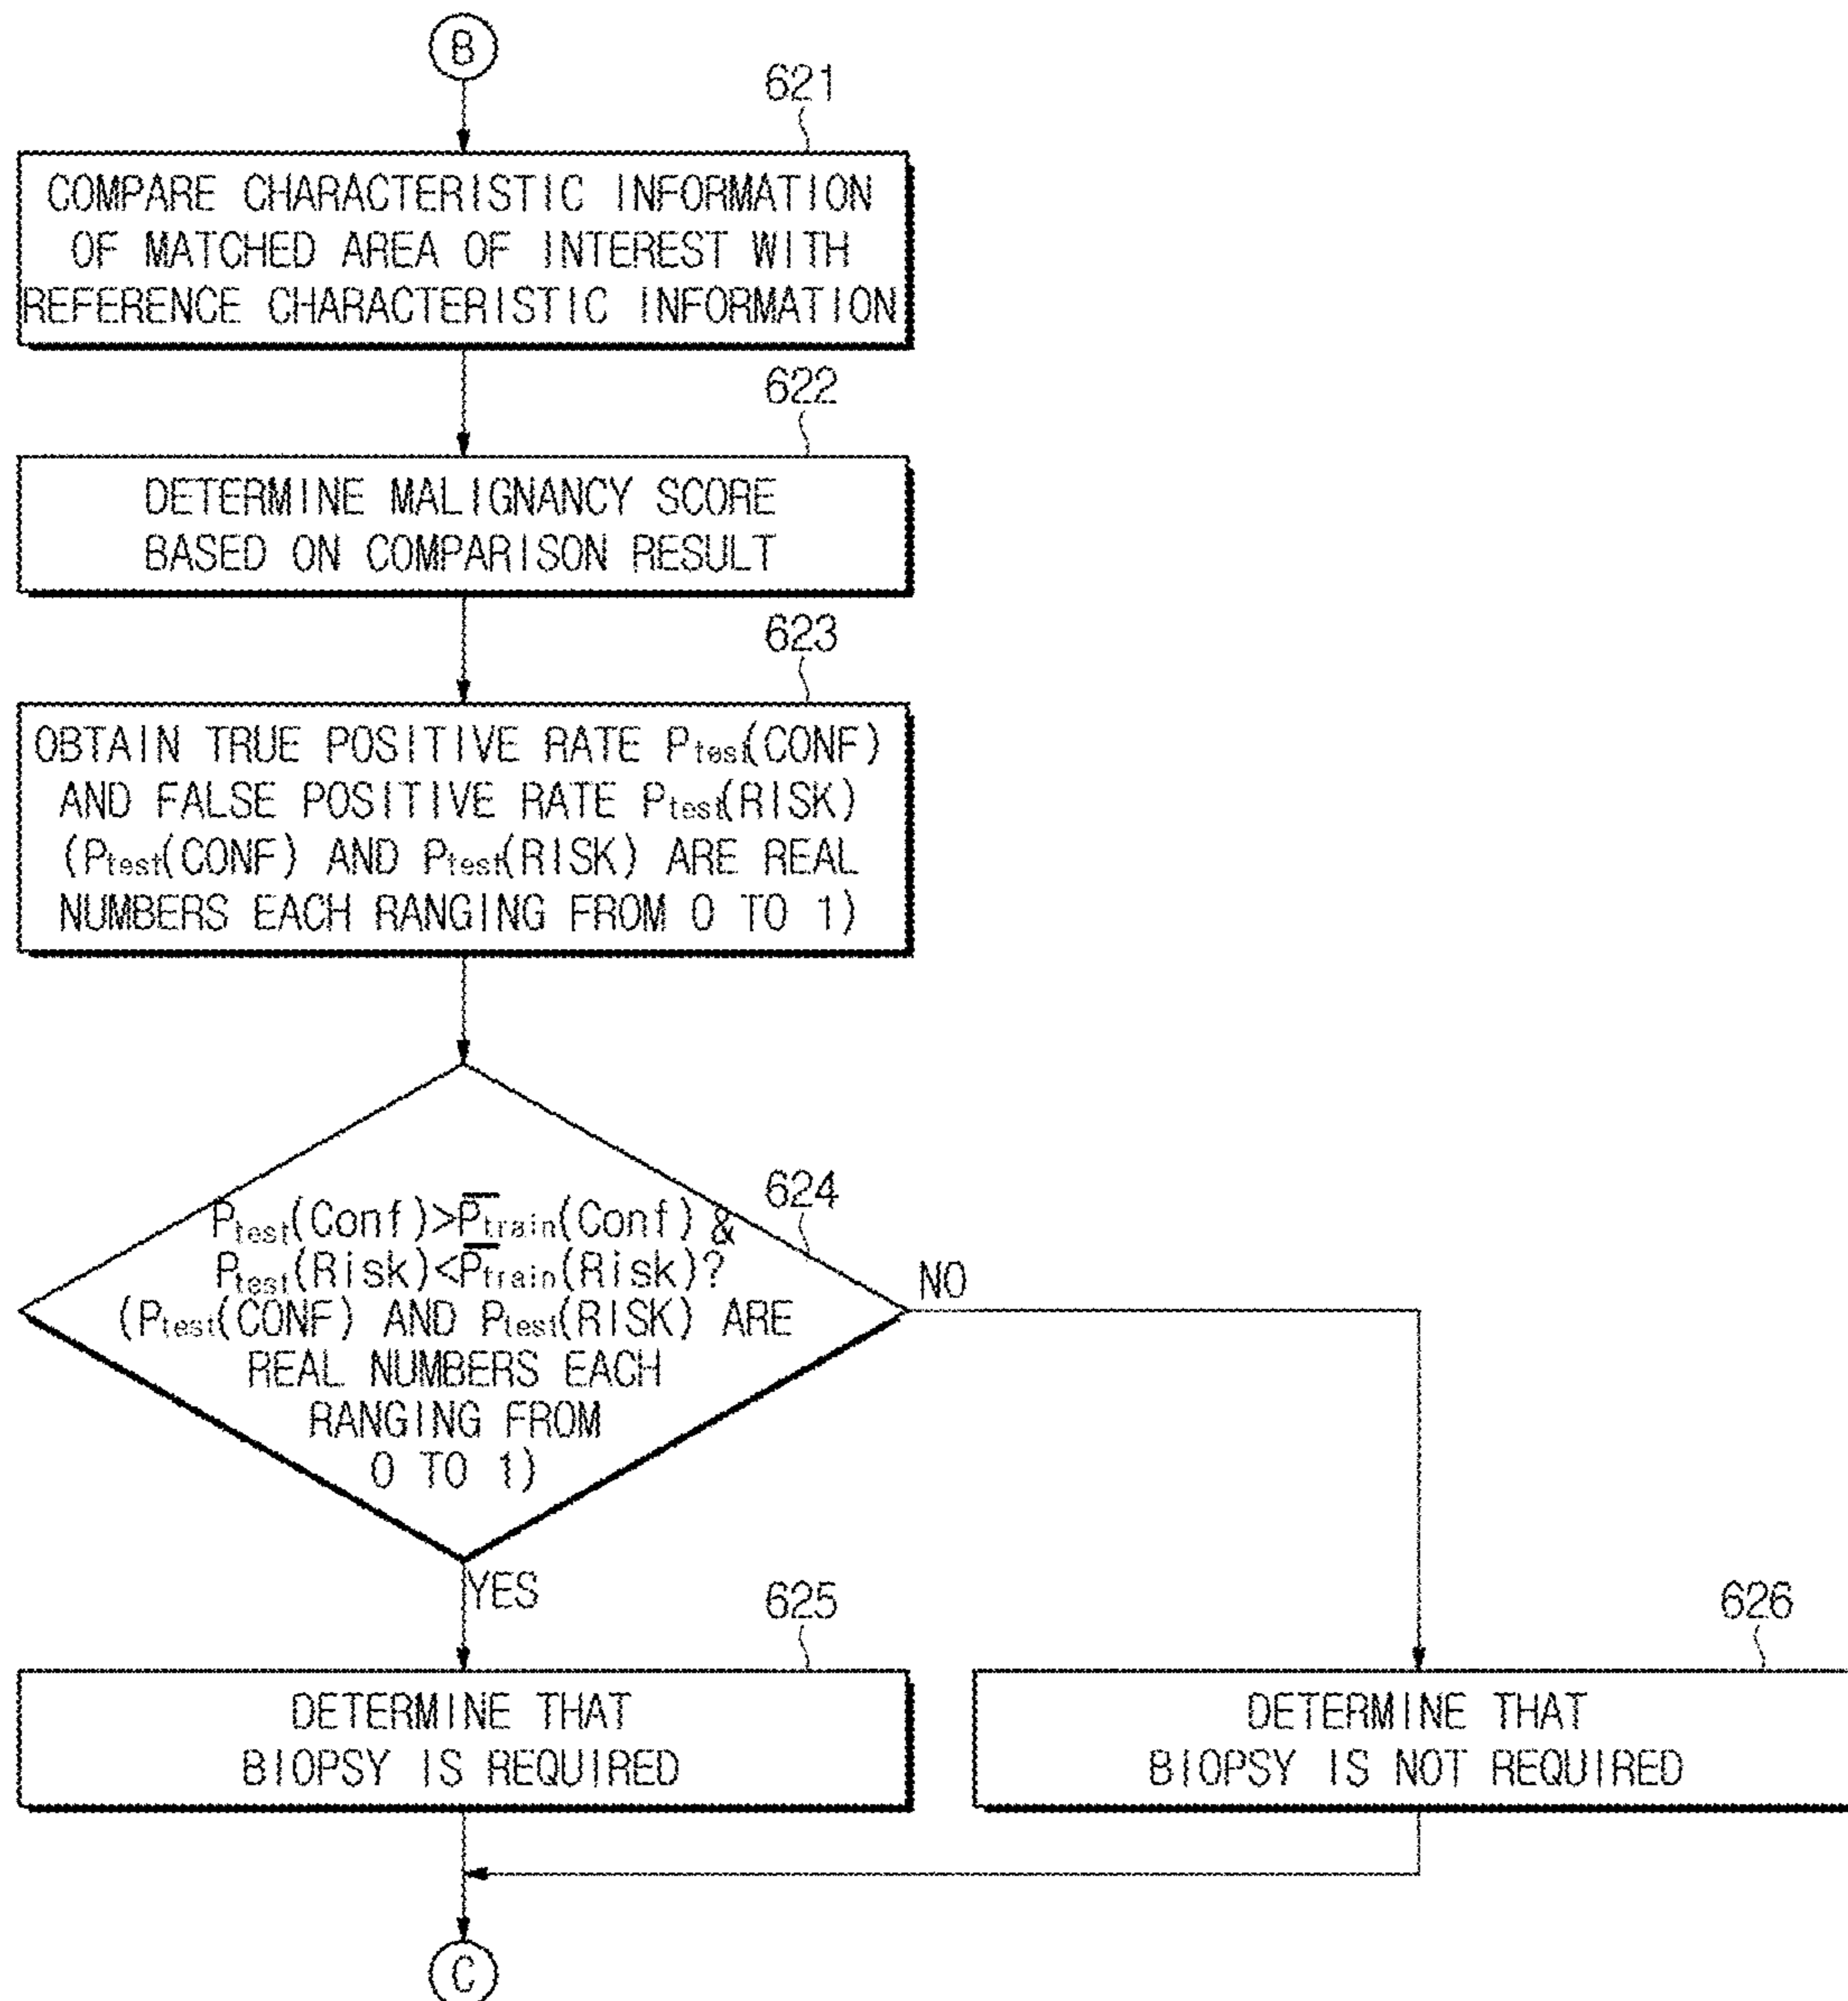 B
621
COMPARE CHARACTERISTIC INFORMATION
OF MATCHED AREA OF INTEREST WITH
REFERENCE CHARACTERISTIC INFORMATION
622
DETERMINE MALIGNANCY SCORE
BASED ON COMPARISON RESULT
623
OBTAIN TRUE POSITIVE RATE Ptest(CONF)
AND FALSE POSITIVE RATE Ptest(RISK)
(Ptest(CONF) AND Ptest(RISK) ARE REAL
NUMBERS EACH RANGING FROM 0 TO 1)
624
Ptest(Conf)>P̅train(Conf) &
Ptest(Risk)<P̅train(Risk)?
(Ptest(CONF) AND Ptest(RISK) ARE
REAL NUMBERS EACH
RANGING FROM
0 TO 1)
NO
YES
625
DETERMINE THAT
BIOPSY IS REQUIRED
626
DETERMINE THAT
BIOPSY IS NOT REQUIRED
C